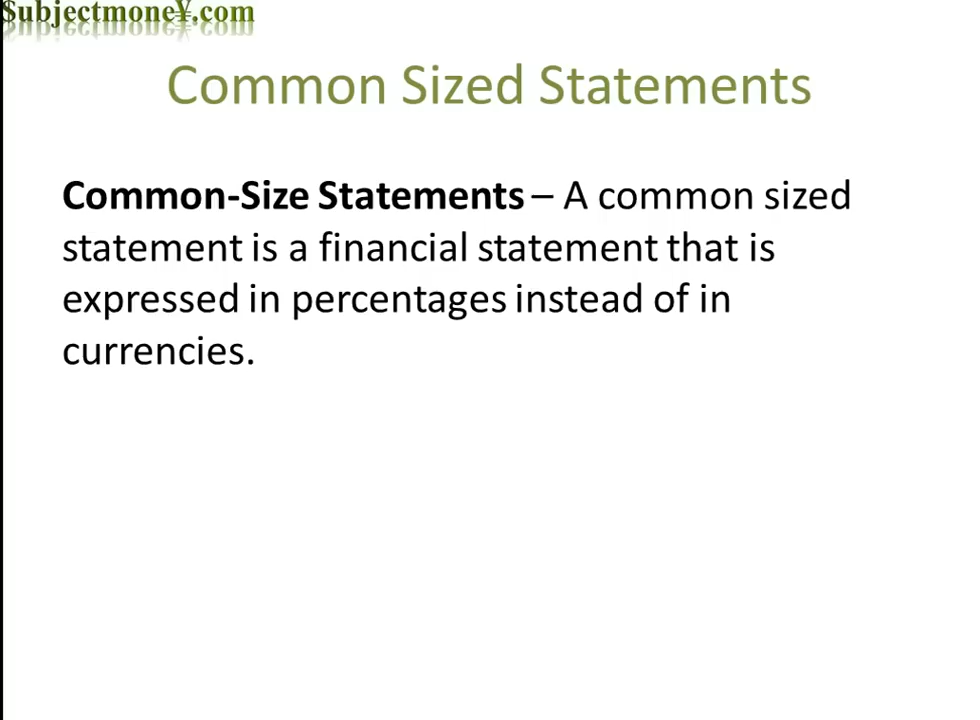 $ubjectmone¥.com
Common Sized Statements
Common-Size Statements – A common sized
statement is a financial statement that is
expressed in percentages instead of in
currencies.